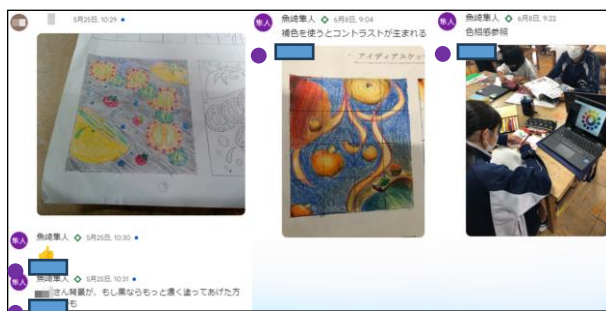 5月25日, 10:29
魚崎隼人 6月8日, 9:04
補色を使うとコントラストが生まれる
アイディアスケッ
魚崎隼人 6月8日, 9:22
色相感参照
隼人
魚崎隼人 5月25日, 10:30
隼人
魚崎隼人 5月25日, 10:31
さん背景が、もし黒ならもっと濃く塗ってあげた方
も